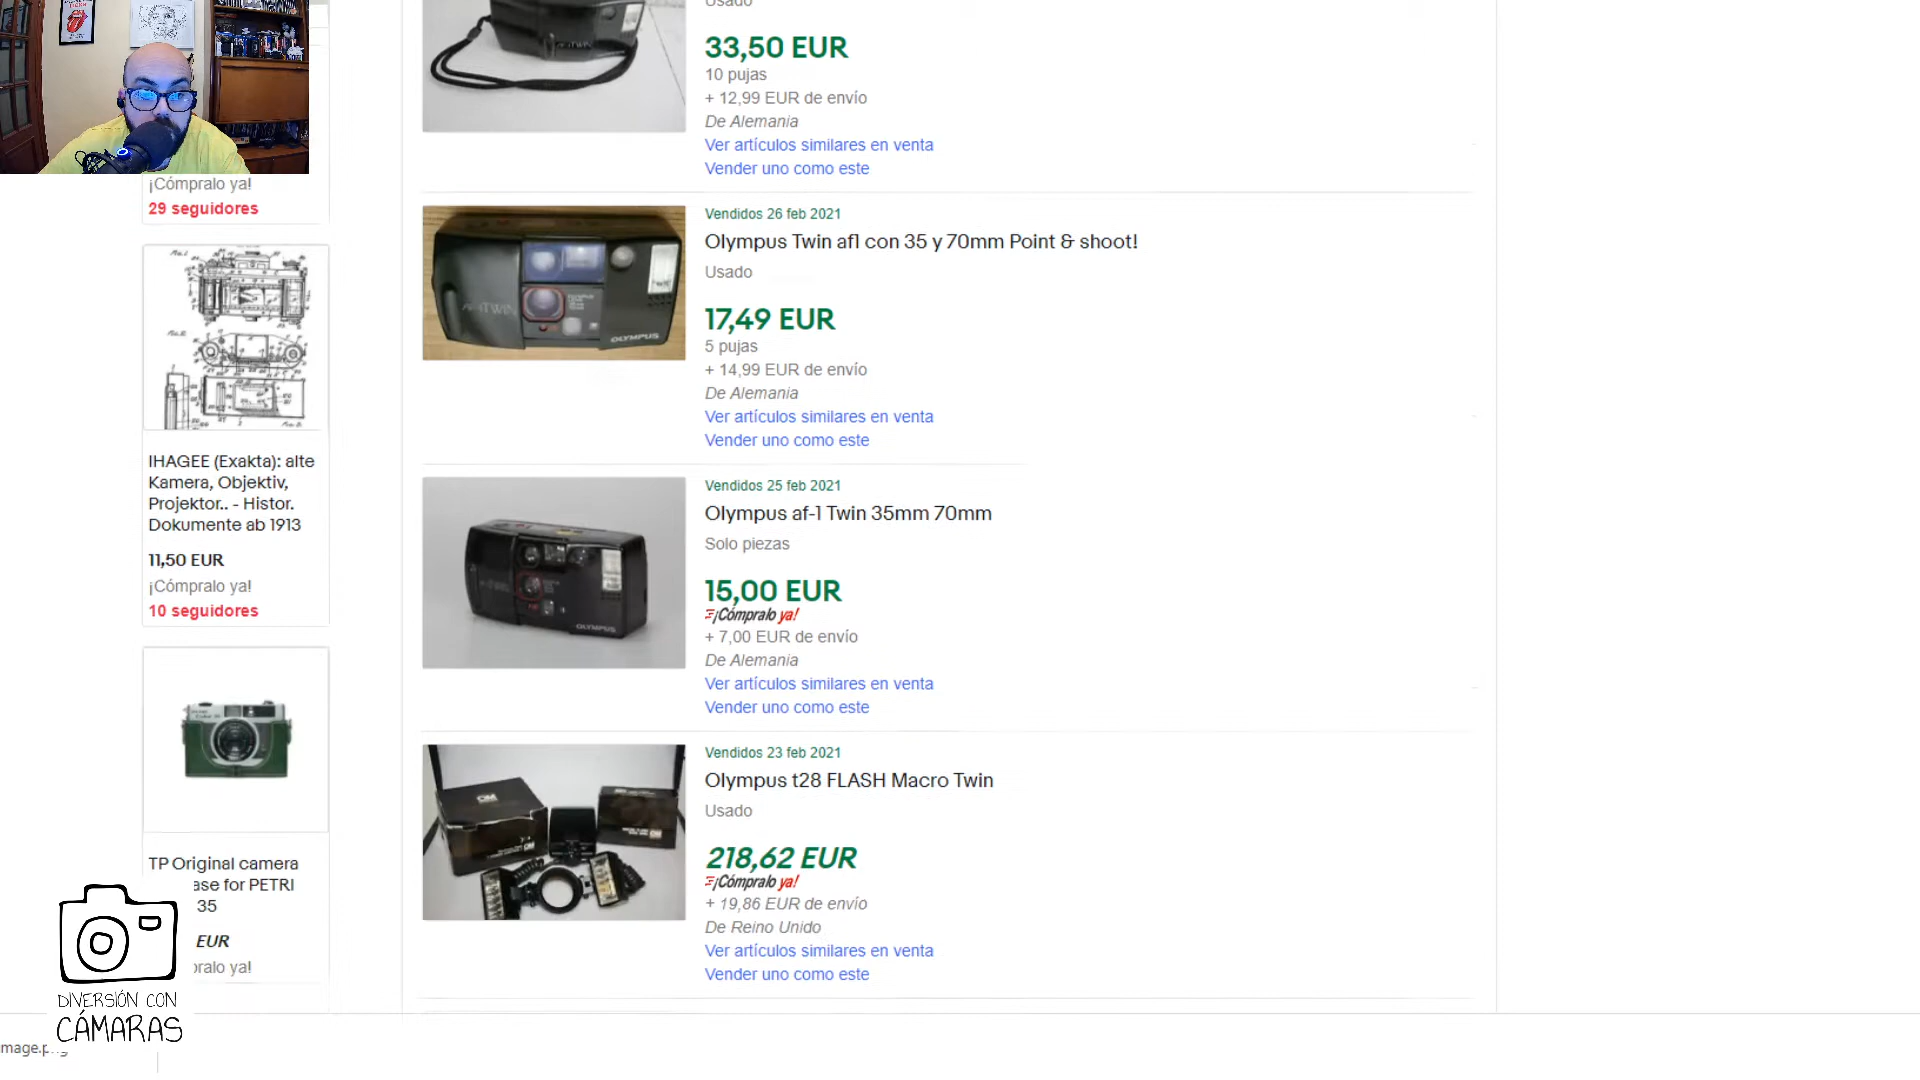 Usado
33,50 EUR
10 pujas
+ 12,99 EUR de envío
De Alemania
Ver artículos similares en venta
Vender uno como este
¡Cómpralo ya!
29 seguidores
IHAGEE (Exakta): alte
Kamera, Objektiv,
Projektor.. - Histor.
Dokumente ab 1913
11,50 EUR
¡Cómpralo ya!
10 seguidores
TP Original camera
ase for PETRI
35
EUR
pralo ya!
Vendidos 26 feb 2021
Olympus Twin af1 con 35 y 70mm Point & shoot!
Usado
17,49 EUR
5 pujas
+ 14,99 EUR de envío
De Alemania
Ver artículos similares en venta
Vender uno como este
OLYMPUS
Vendidos 25 feb 2021
Olympus af-1 Twin 35mm 70mm
Solo piezas
15,00 EUR
¡Cómpralo ya!
+ 7,00 EUR de envío
De Alemania
Ver artículos similares en venta
Vender uno como este
OLYMPUS
Vendidos 23 feb 2021
Olympus t28 FLASH Macro Twin
Usado
218,62 EUR
¡Cómpralo ya!
+ 19,86 EUR de envío
De Reino Unido
Ver artículos similares en venta
Vender uno como este
OM
DIVERSIÓN CON
CÁMARAS